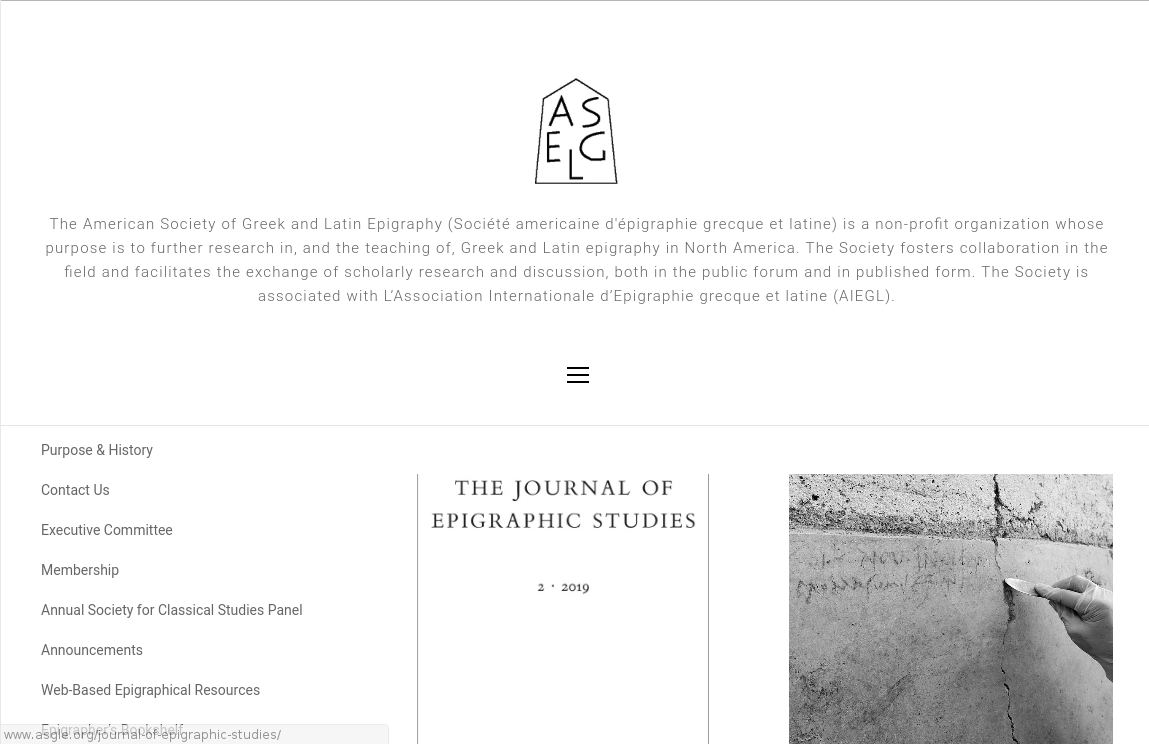 A S
E G
L
The American Society of Greek and Latin Epigraphy (Société americaine d'épigraphie grecque et latine) is a non-profit organization whose
purpose is to further research in, and the teaching of, Greek and Latin epigraphy in North America. The Society fosters collaboration in the
field and facilitates the exchange of scholarly research and discussion, both in the public forum and in published form. The Society is
associated with L’Association Internationale d’Epigraphie grecque et latine (AIEGL).
Purpose & History
Contact Us
Executive Committee
Membership
Annual Society for Classical Studies Panel
Announcements
Web-Based Epigraphical Resources
Epigrapher's Bookshelf
www.asgle.org/journal-of-epigraphic-studies/
THE JOURNAL OF
EPIGRAPHIC STUDIES
2 · 2019